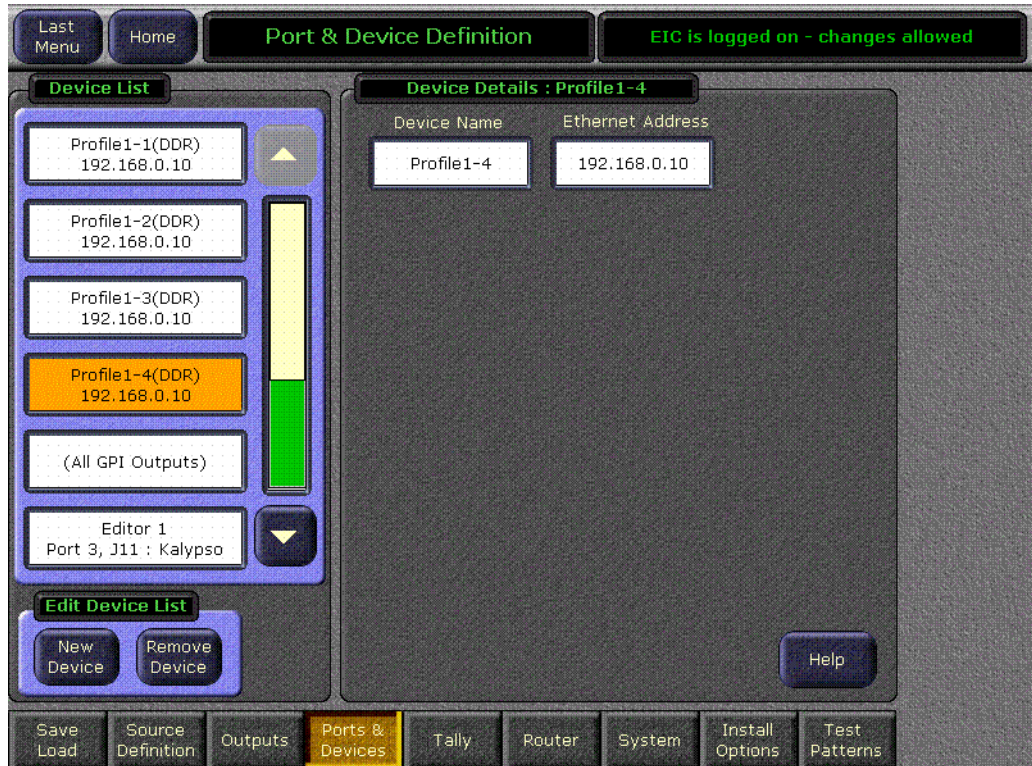 Last
Menu
Home
Port & Device Definition
EIC is logged on - changes allowed
Device List
Profile1-1(DDR)
192.168.0.10
Profile1-2(DDR)
192.168.0.10
Profile1-3(DDR)
192.168.0.10
Profile1-4(DDR)
192.168.0.10
(All GPI Outputs)
Editor 1
Port 3, J11 : Kalypso
Edit Device List
New
Device
Remove
Device
Device Details : Profile1-4
Device Name
Ethernet Address
Profile1-4
192.168.0.10
Help
Save
Load
Source
Definition
Outputs
Ports &
Devices
Tally
Router
System
Install
Options
Test
Patterns